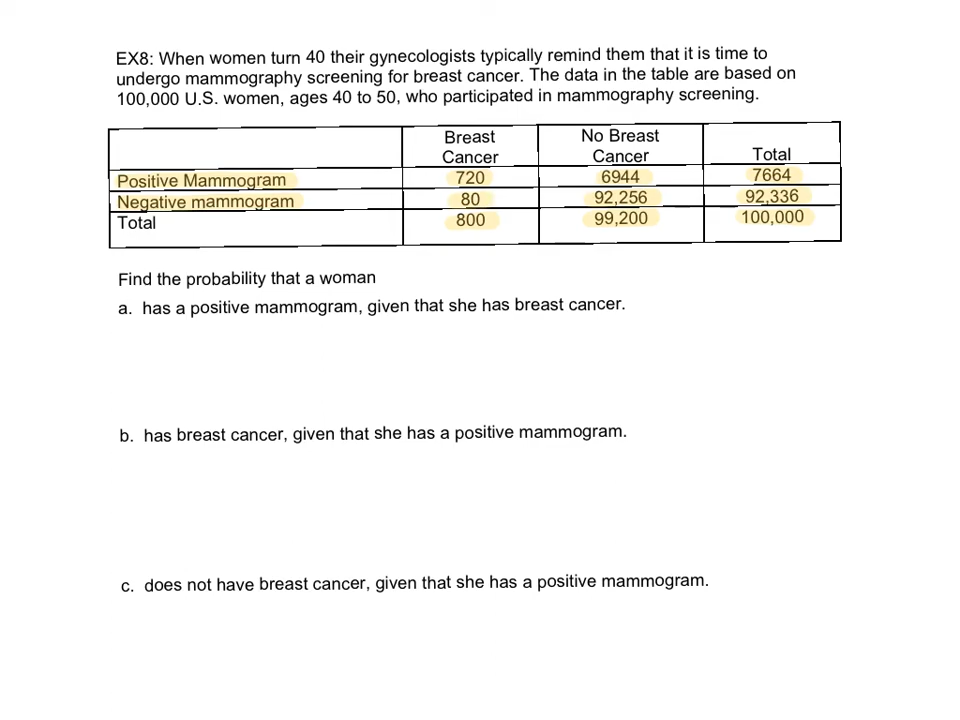 EX8: When women turn 40 their gynecologists typically remind them that it is time to
undergo mammography screening for breast cancer. The data in the table are based on
100,000 U.S. women, ages 40 to 50, who participated in mammography screening.
Breast Cancer No Breast Cancer Total
Positive Mammogram 720 6944 7664
Negative mammogram 80 92,256 92,336
Total 800 99,200 100,000
Find the probability that a woman
a. has a positive mammogram, given that she has breast cancer.
b. has breast cancer, given that she has a positive mammogram.
c. does not have breast cancer, given that she has a positive mammogram.